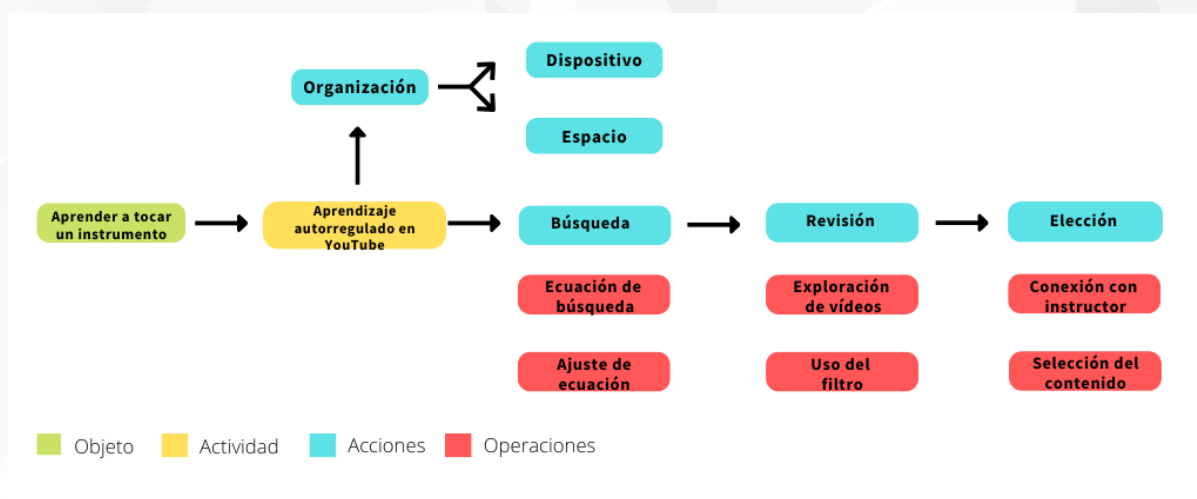 Dispositivo
Organización
Espacio
Aprender a tocar
un instrumento
Aprendizaje
autorregulado en
YouTube
Búsqueda
Revisión
Elección
Ecuación de
búsqueda
Exploración
de vídeos
Conexión con
instructor
Ajuste de
ecuación
Uso del
filtro
Selección del
contenido
Objeto
Actividad
Acciones
Operaciones